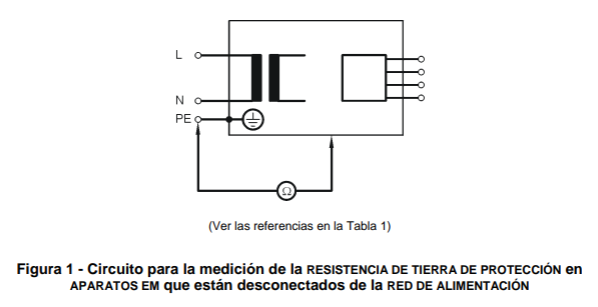 L
N
PE
Ω
(Ver las referencias en la Tabla 1)
Figura 1 - Circuito para la medición de la RESISTENCIA DE TIERRA DE PROTECCIÓN en
APARATOS EM que están desconectados de la RED DE ALIMENTACIÓN